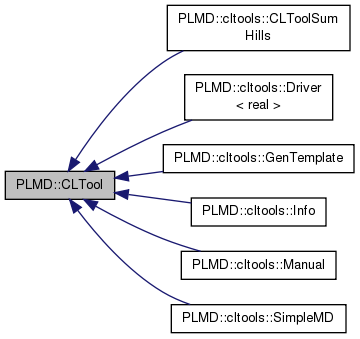 PLMD::cltools::CLToolSum
Hills
PLMD::cltools::Driver
< real >
PLMD::cltools::GenTemplate
PLMD::CLTool
PLMD::cltools::Info
PLMD::cltools::Manual
PLMD::cltools::SimpleMD